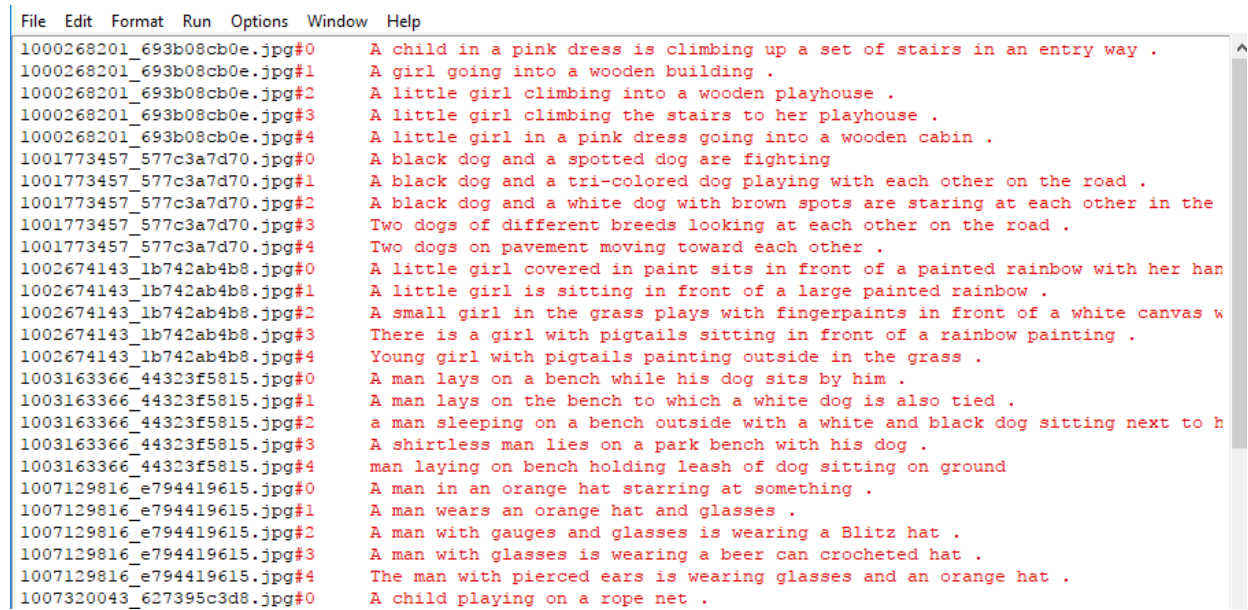 File Edit Format Run Options Window Help
1000268201_693b08cb0e.jpg#0 A child in a pink dress is climbing up a set of stairs in an entry way .
1000268201_693b08cb0e.jpg#1 A girl going into a wooden building .
1000268201_693b08cb0e.jpg#2 A little girl climbing into a wooden playhouse .
1000268201_693b08cb0e.jpg#3 A little girl climbing the stairs to her playhouse .
1000268201_693b08cb0e.jpg#4 A little girl in a pink dress going into a wooden cabin .
1001773457_577c3a7d70.jpg#0 A black dog and a spotted dog are fighting
1001773457_577c3a7d70.jpg#1 A black dog and a tri-colored dog playing with each other on the road .
1001773457_577c3a7d70.jpg#2 A black dog and a white dog with brown spots are staring at each other in the
1001773457_577c3a7d70.jpg#3 Two dogs of different breeds looking at each other on the road .
1001773457_577c3a7d70.jpg#4 Two dogs on pavement moving toward each other .
1002674143_1b742ab4b8.jpg#0 A little girl covered in paint sits in front of a painted rainbow with her han
1002674143_1b742ab4b8.jpg#1 A little girl is sitting in front of a large painted rainbow .
1002674143_1b742ab4b8.jpg#2 A small girl in the grass plays with fingerpaints in front of a white canvas w
1002674143_1b742ab4b8.jpg#3 There is a girl with pigtails sitting in front of a rainbow painting .
1002674143_1b742ab4b8.jpg#4 Young girl with pigtails painting outside in the grass .
1003163366_44323f5815.jpg#0 A man lays on a bench while his dog sits by him .
1003163366_44323f5815.jpg#1 A man lays on the bench to which a white dog is also tied .
1003163366_44323f5815.jpg#2 a man sleeping on a bench outside with a white and black dog sitting next to h
1003163366_44323f5815.jpg#3 A shirtless man lies on a park bench with his dog .
1003163366_44323f5815.jpg#4 man laying on bench holding leash of dog sitting on ground
1007129816_e794419615.jpg#0 A man in an orange hat starring at something .
1007129816_e794419615.jpg#1 A man wears an orange hat and glasses .
1007129816_e794419615.jpg#2 A man with gauges and glasses is wearing a Blitz hat .
1007129816_e794419615.jpg#3 A man with glasses is wearing a beer can crocheted hat .
1007129816_e794419615.jpg#4 The man with pierced ears is wearing glasses and an orange hat .
1007320043_627395c3d8.jpg#0 A child playing on a rope net .